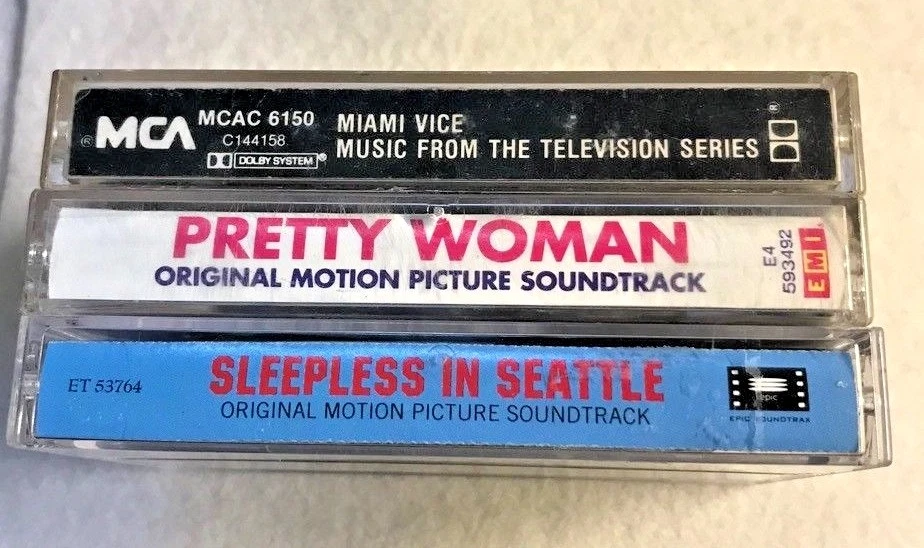 ® MCA
MCAC 6150
C144158
DOLBY SYSTEM®
MIAMI VICE
MUSIC FROM THE TELEVISION SERIES
®
PRETTY WOMAN
ORIGINAL MOTION PICTURE SOUNDTRACK
E4
593492
EMI
ET 53764
SLEEPLESS IN SEATTLE
ORIGINAL MOTION PICTURE SOUNDTRACK
epic
EPIC SOUNDTRAX